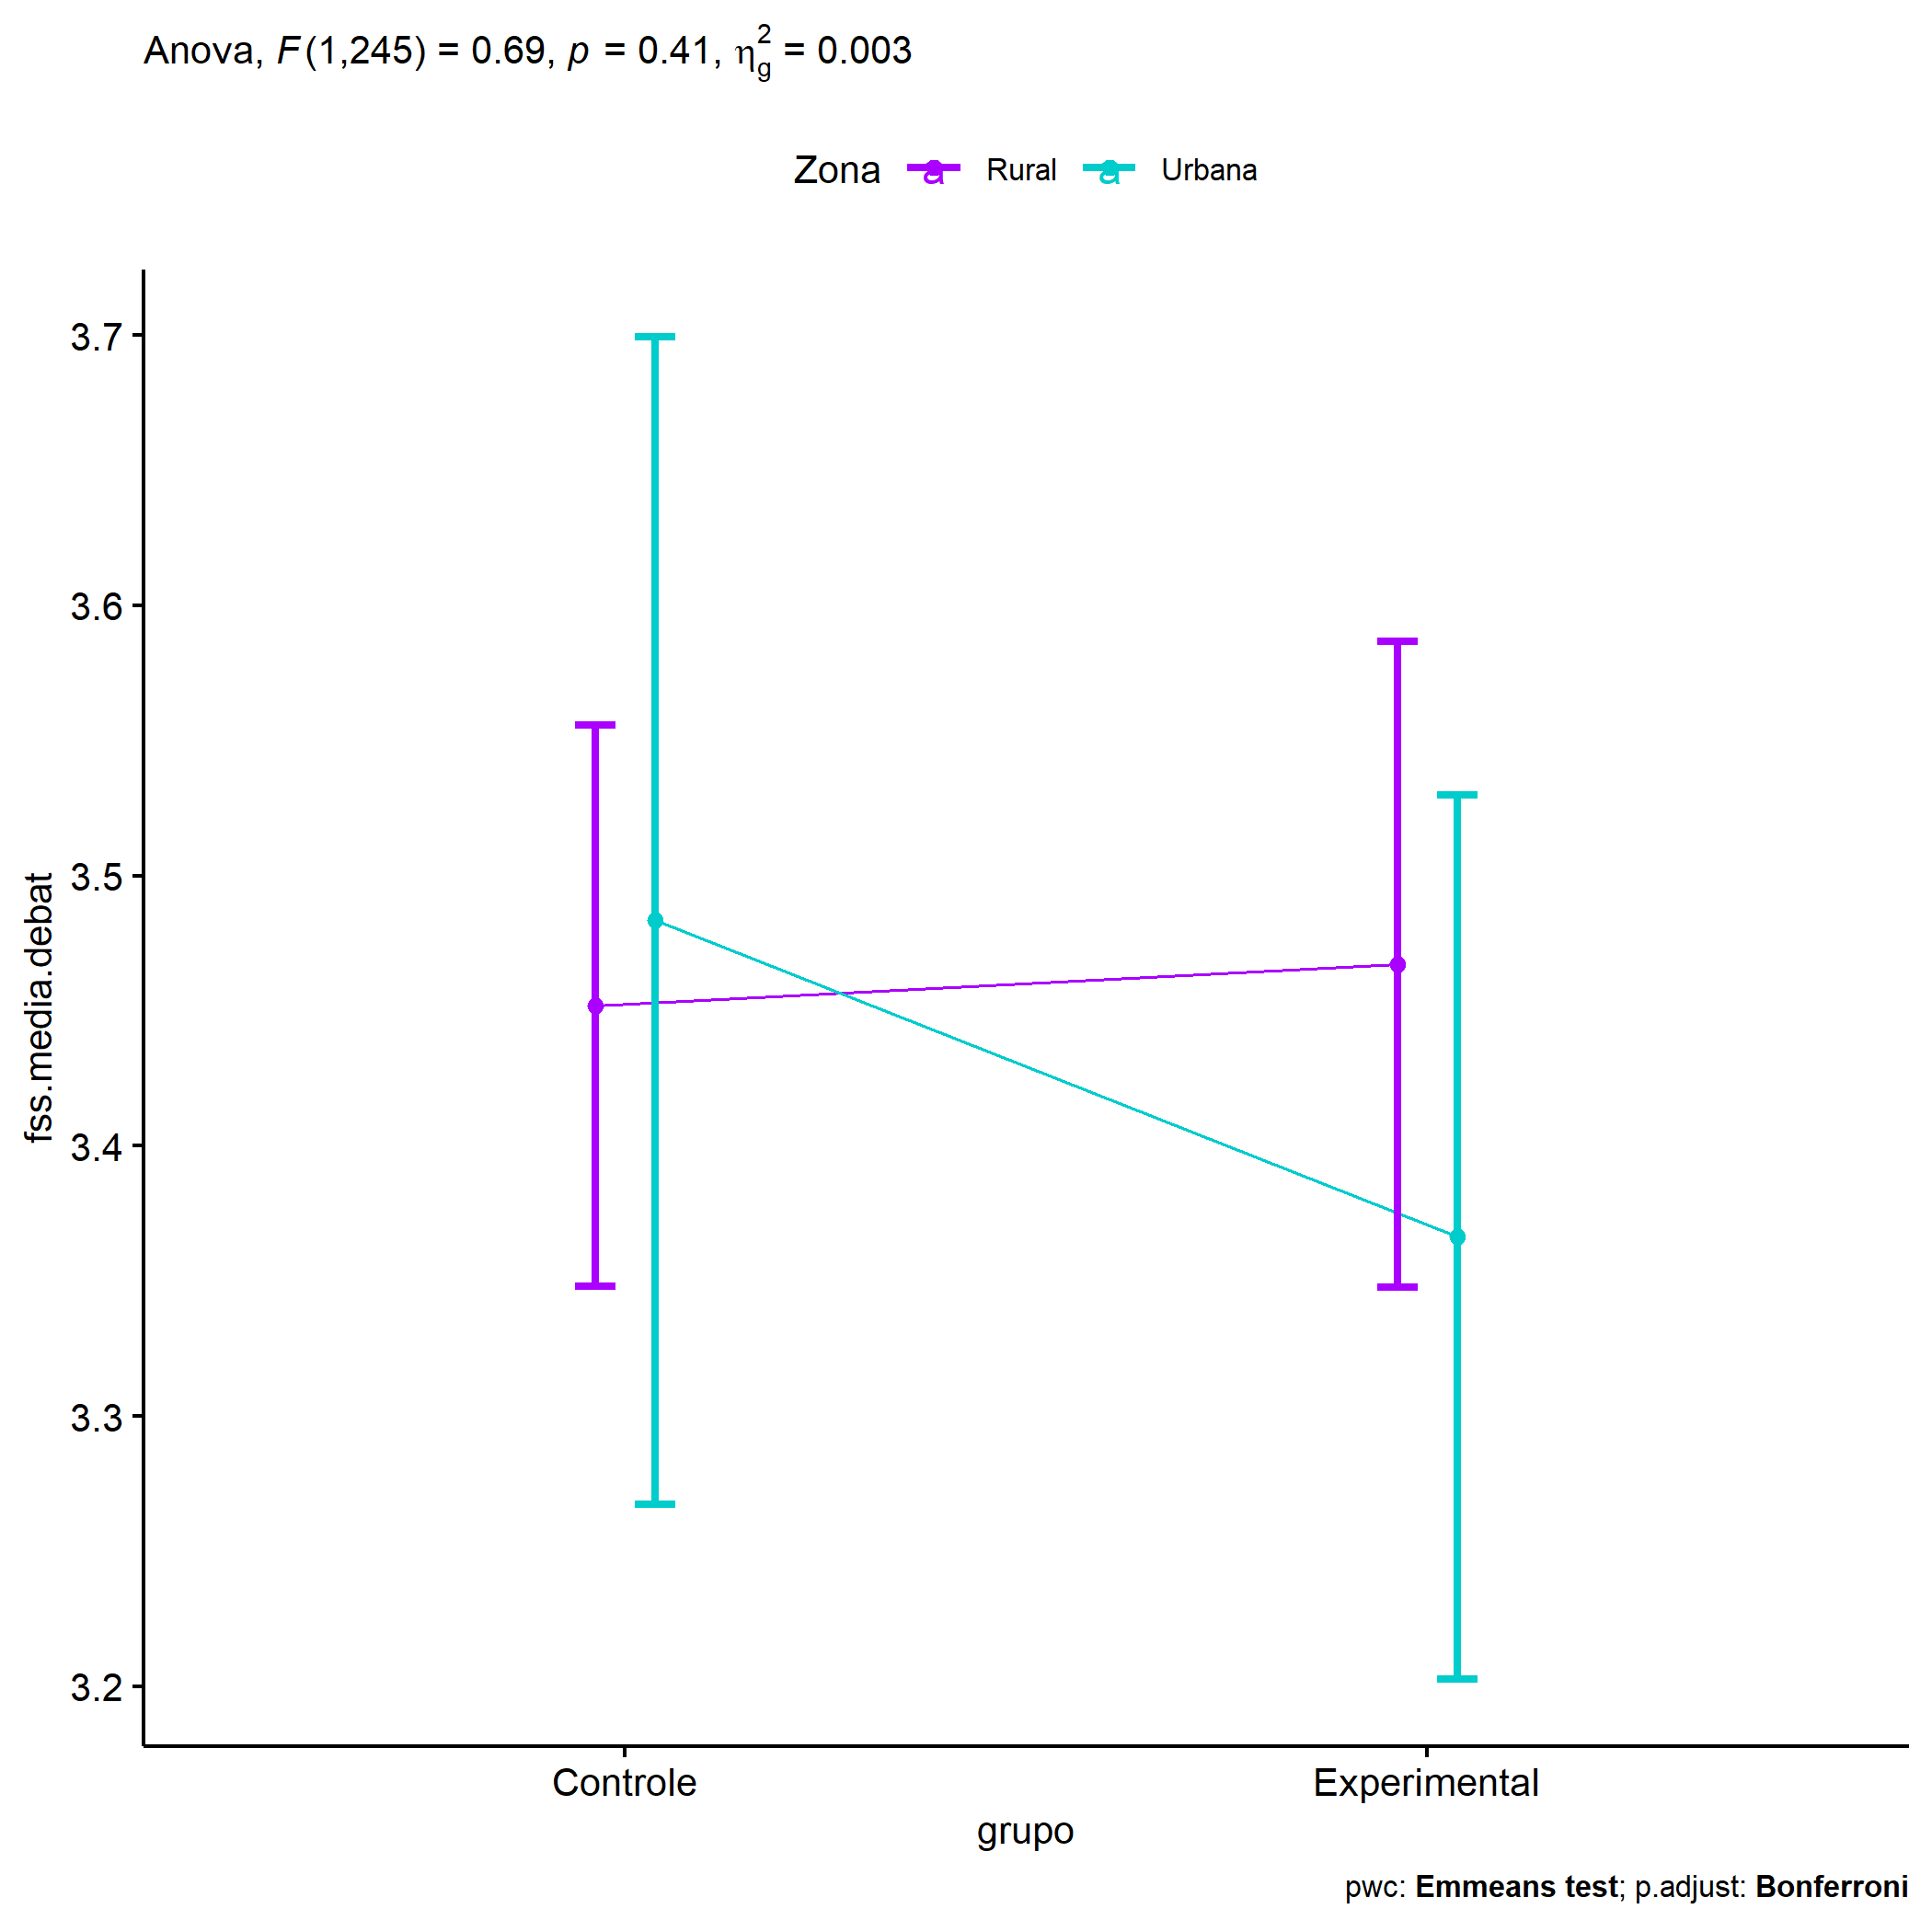 Anova, F(1,245) = 0.69, p = 0.41, η²g = 0.003
Zona a Rural a Urbana
3.7
3.6
3.5
3.4
3.3
3.2
fss.media.debat
Controle Experimental
grupo
pwc: Emmeans test; p.adjust: Bonferroni